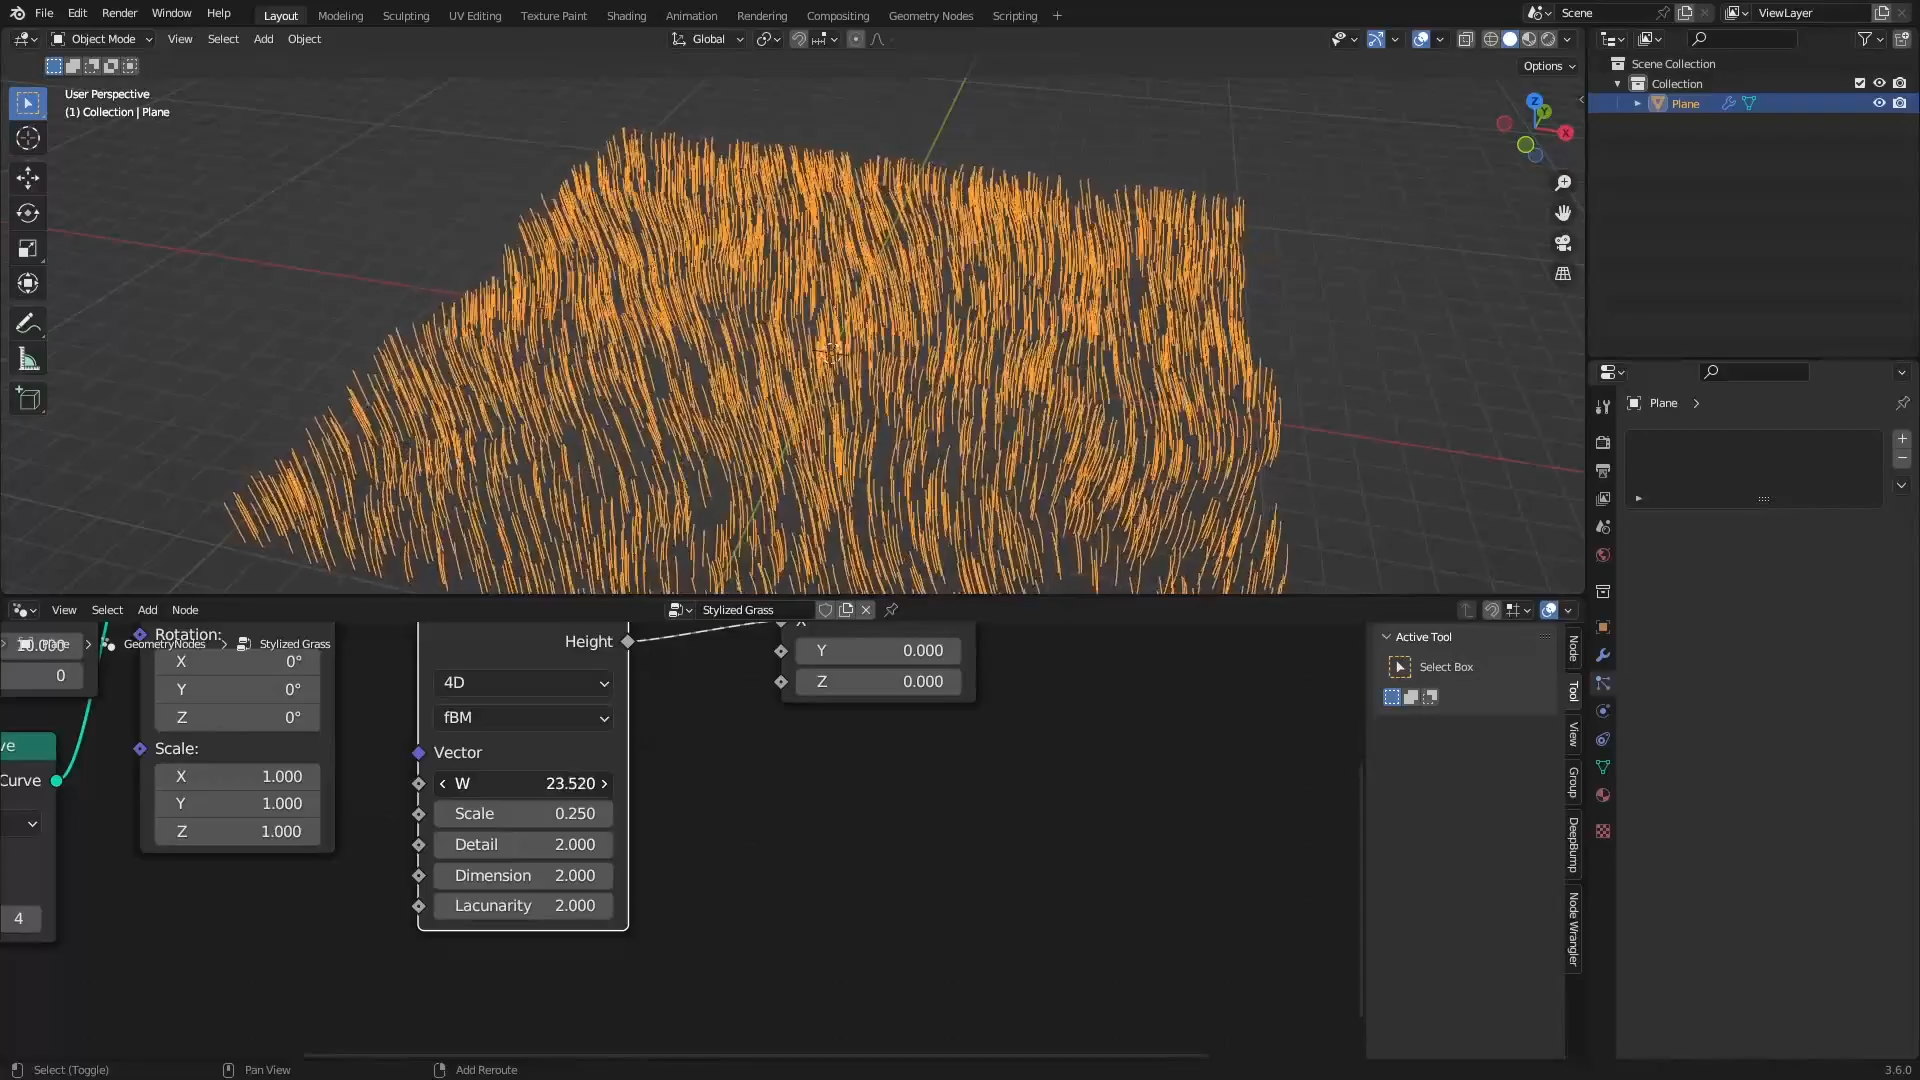 File Edit Render Window Help Layout Modeling Sculpting UV Editing Texture Paint Shading Animation Rendering Compositing Geometry Nodes Scripting + Scene ViewLayer
Object Mode View Select Add Object Global
Options
User Perspective
(1) Collection | Plane
Z
Y
X
Scene Collection
Collection
Plane
Plane
View Select Add Node Stylized Grass
Rotation:
Plane GeometryNodes Stylized Grass
0
X 0°
Y 0°
Z 0°
Scale:
X 1.000
Y 1.000
Z 1.000
ve
Curve
4
Height
4D
fBM
Vector
W 23.520
Scale 0.250
Detail 2.000
Dimension 2.000
Lacunarity 2.000
Y 0.000
Z 0.000
Active Tool
Select Box
Node
Tool
View
Group
DeepBump
Node Wrangler
Select (Toggle) Pan View Add Reroute 3.6.0